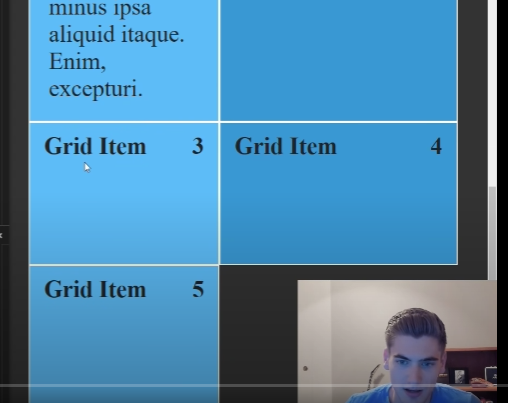 minus ipsa
aliquid itaque.
Enim,
excepturi.
Grid Item 3
Grid Item 4
Grid Item 5